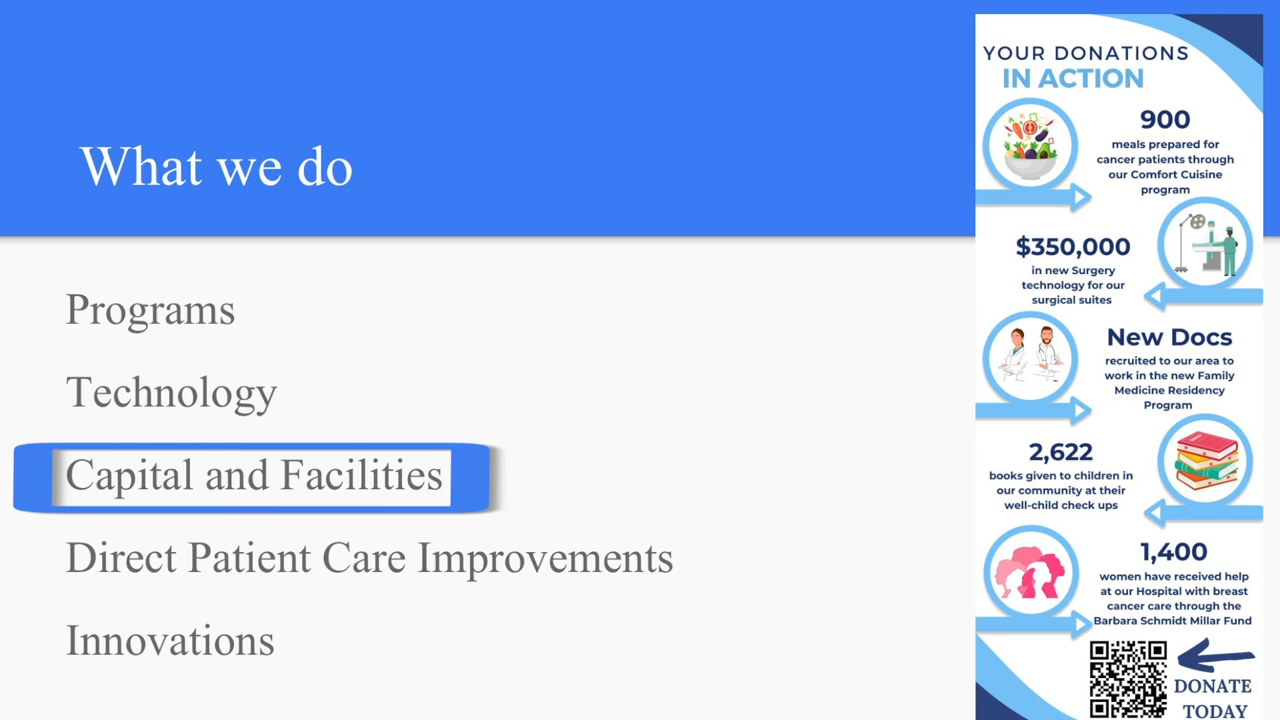 What we do
Programs
Technology
Capital and Facilities
Direct Patient Care Improvements
Innovations
YOUR DONATIONS
IN ACTION
900
meals prepared for
cancer patients through
our Comfort Cuisine
program
$350,000
in new Surgery
technology for our
surgical suites
New Docs
recruited to our area to
work in the new Family
Medicine Residency
Program
2,622
books given to children in
our community at their
well-child check ups
1,400
women have received help
at our Hospital with breast
cancer care through the
Barbara Schmidt Millar Fund
DONATE
TODAY